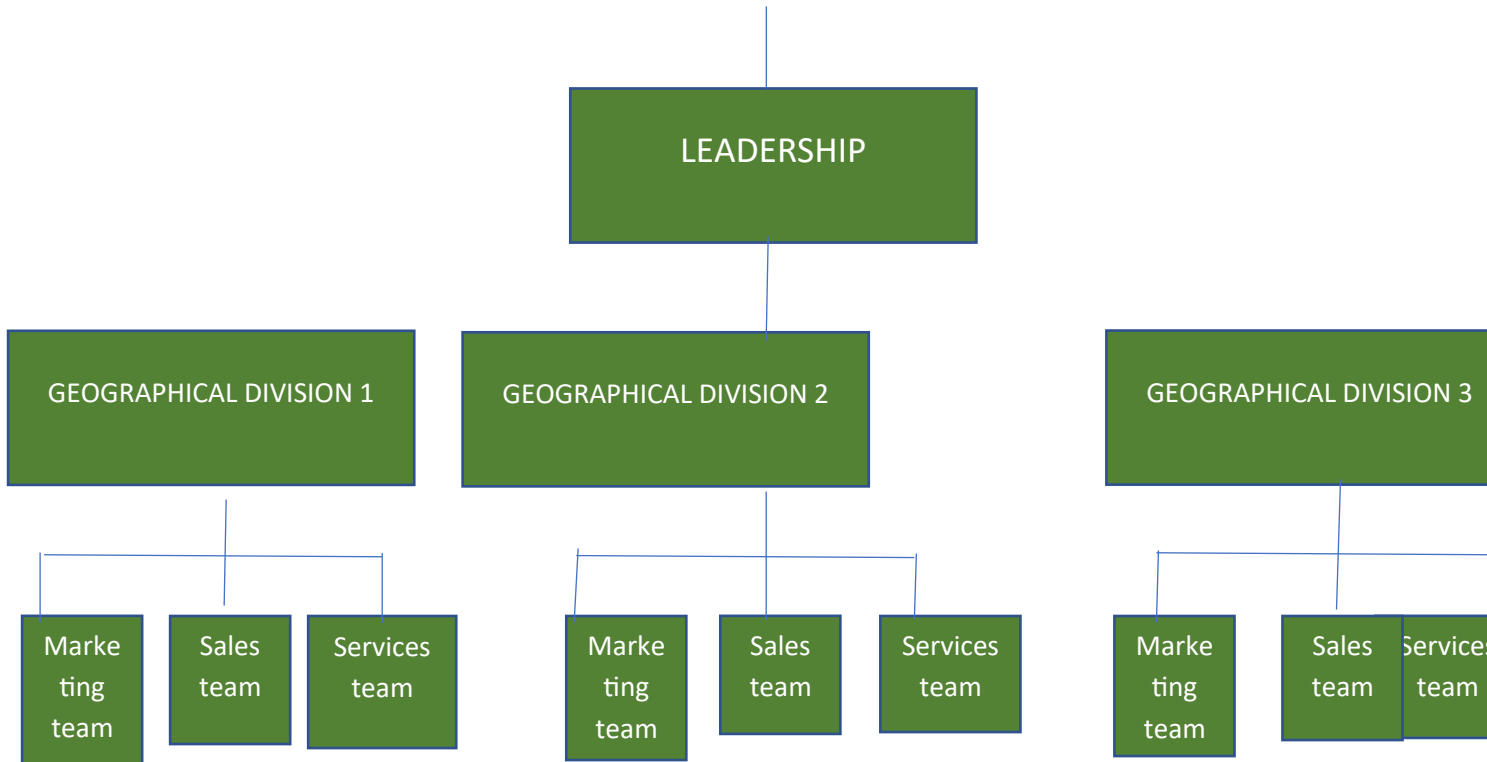 LEADERSHIP
GEOGRAPHICAL DIVISION 1
GEOGRAPHICAL DIVISION 2
GEOGRAPHICAL DIVISION 3
Marke
ting
team
Sales
team
Services
team
Marke
ting
team
Sales
team
Services
team
Marke
ting
team
Sales
team
Services
team